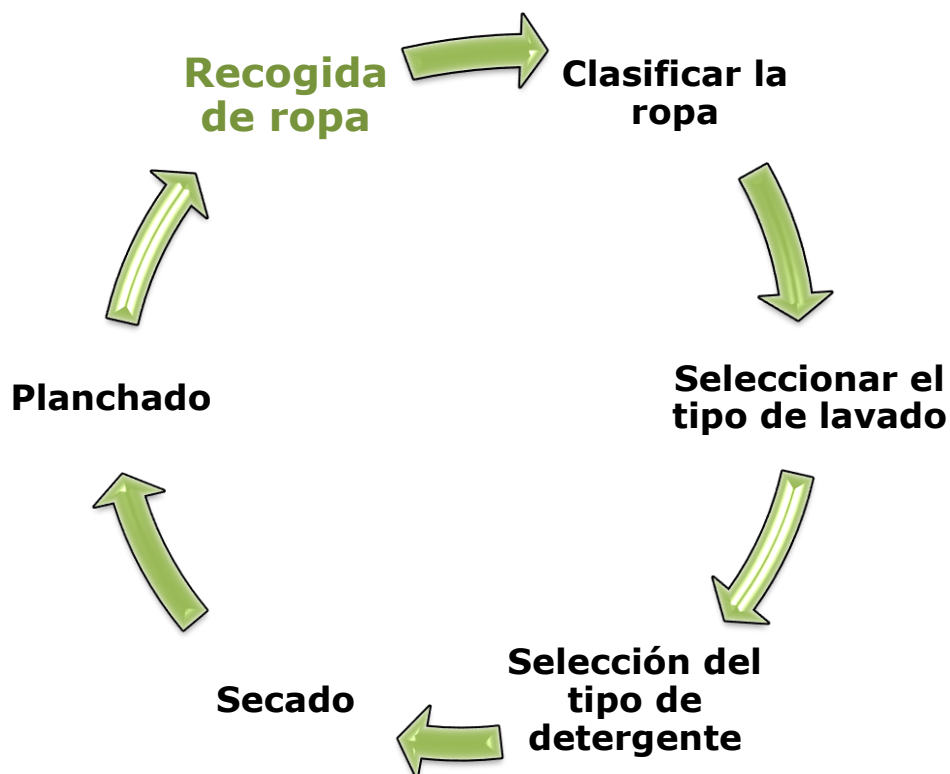 Recogida
de ropa
Clasificar la
ropa
Seleccionar el
tipo de lavado
Selección del
tipo de
detergente
Secado
Planchado